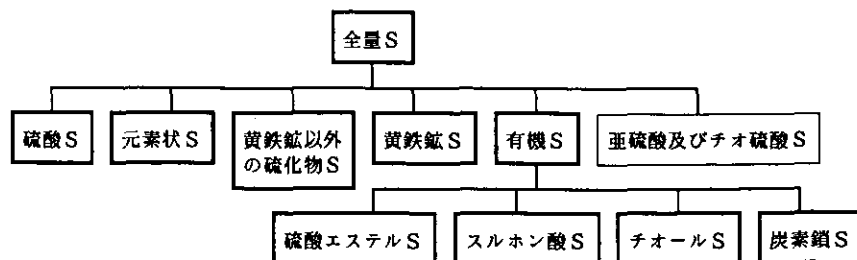 全量S
硫酸S
元素状S
黄鉄鉱以外
の硫化物S
黄鉄鉱S
有機S
亜硫酸及びチオ硫酸S
硫酸エステルS
スルホン酸S
チオールS
炭素鎖S